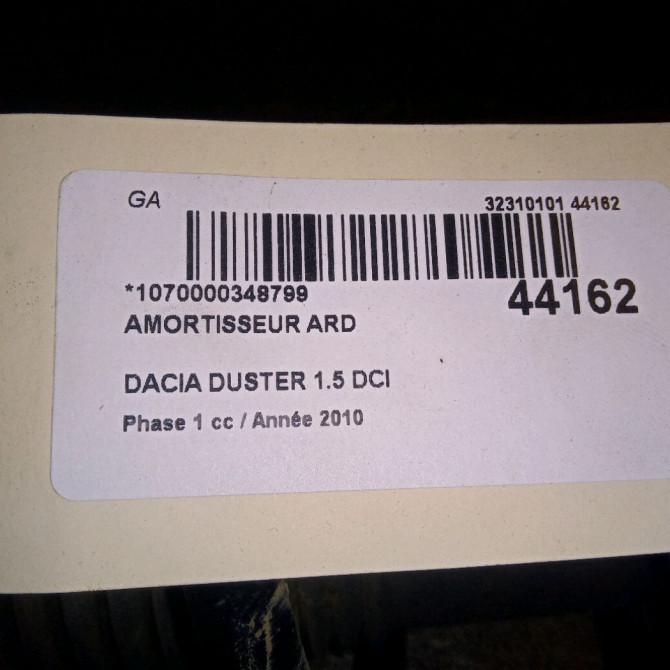 GA 32310101 44162
*1070000348799 44162
AMORTISSEUR ARD
DACIA DUSTER 1.5 DCI
Phase 1 cc / Année 2010